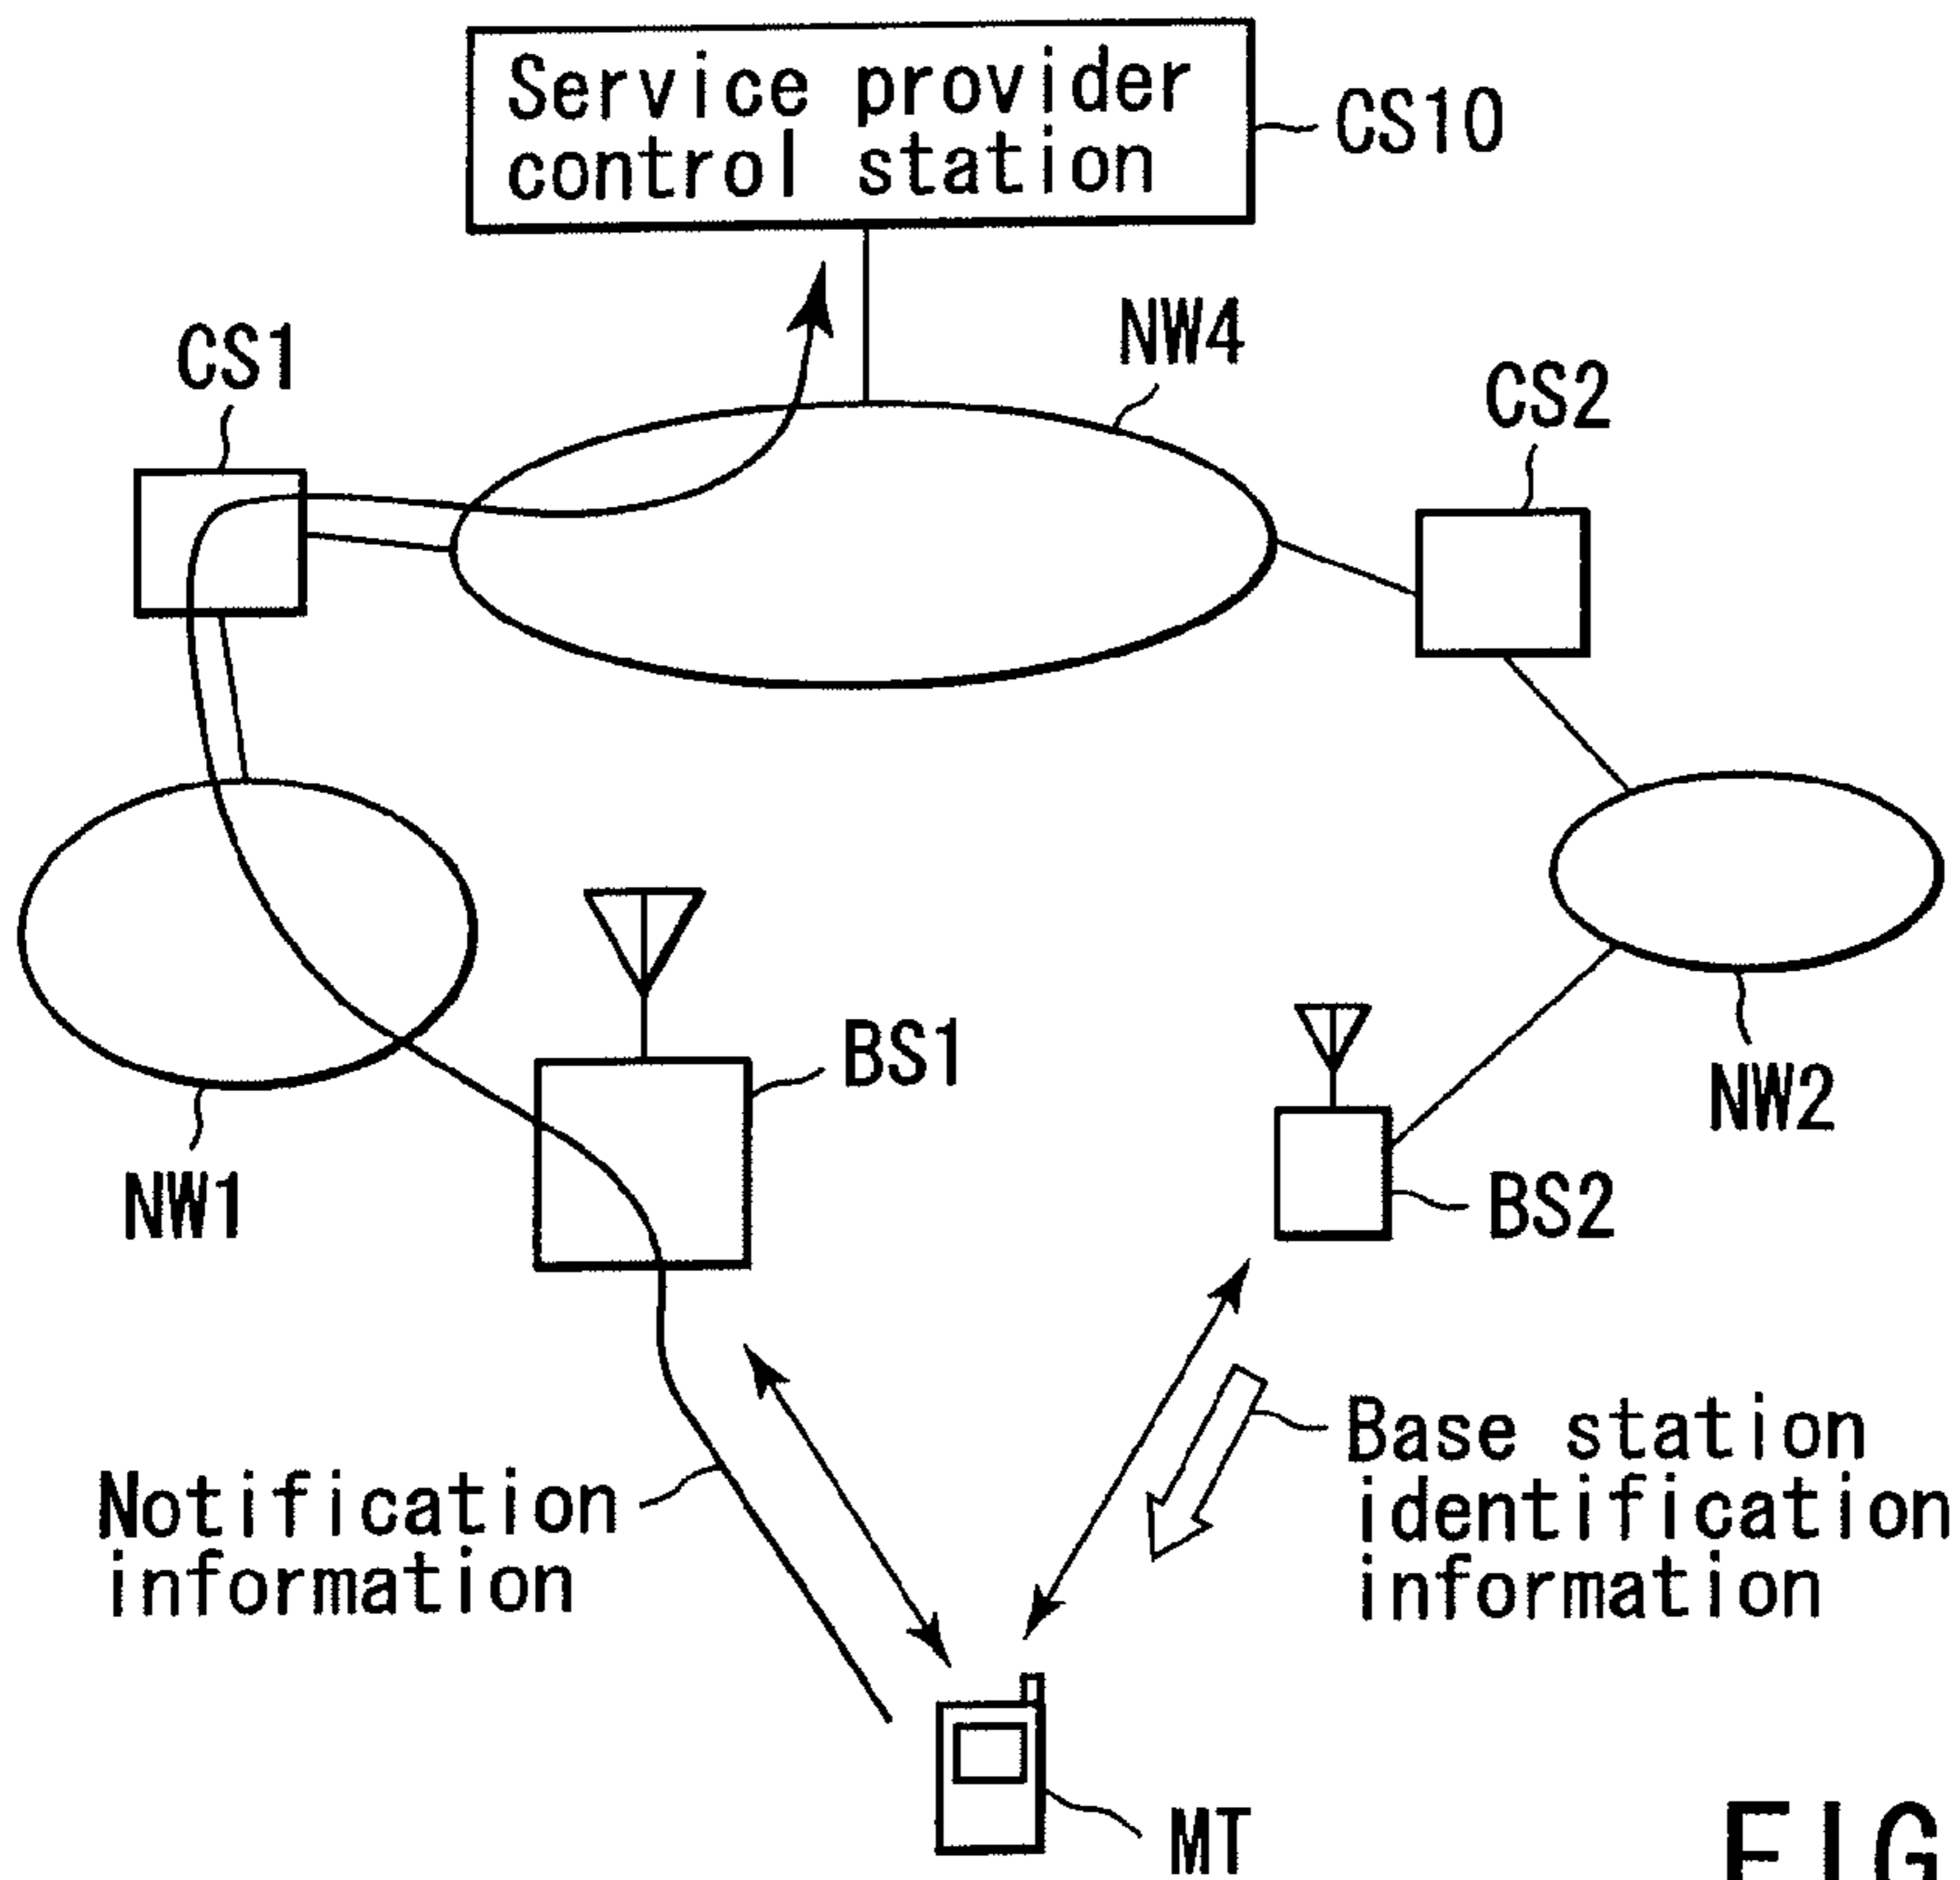 Service provider
control station
CS10
CS1
NW4
CS2
BS1
NW2
NW1
BS2
Notification
information
Base station
identification
information
MT
FIG